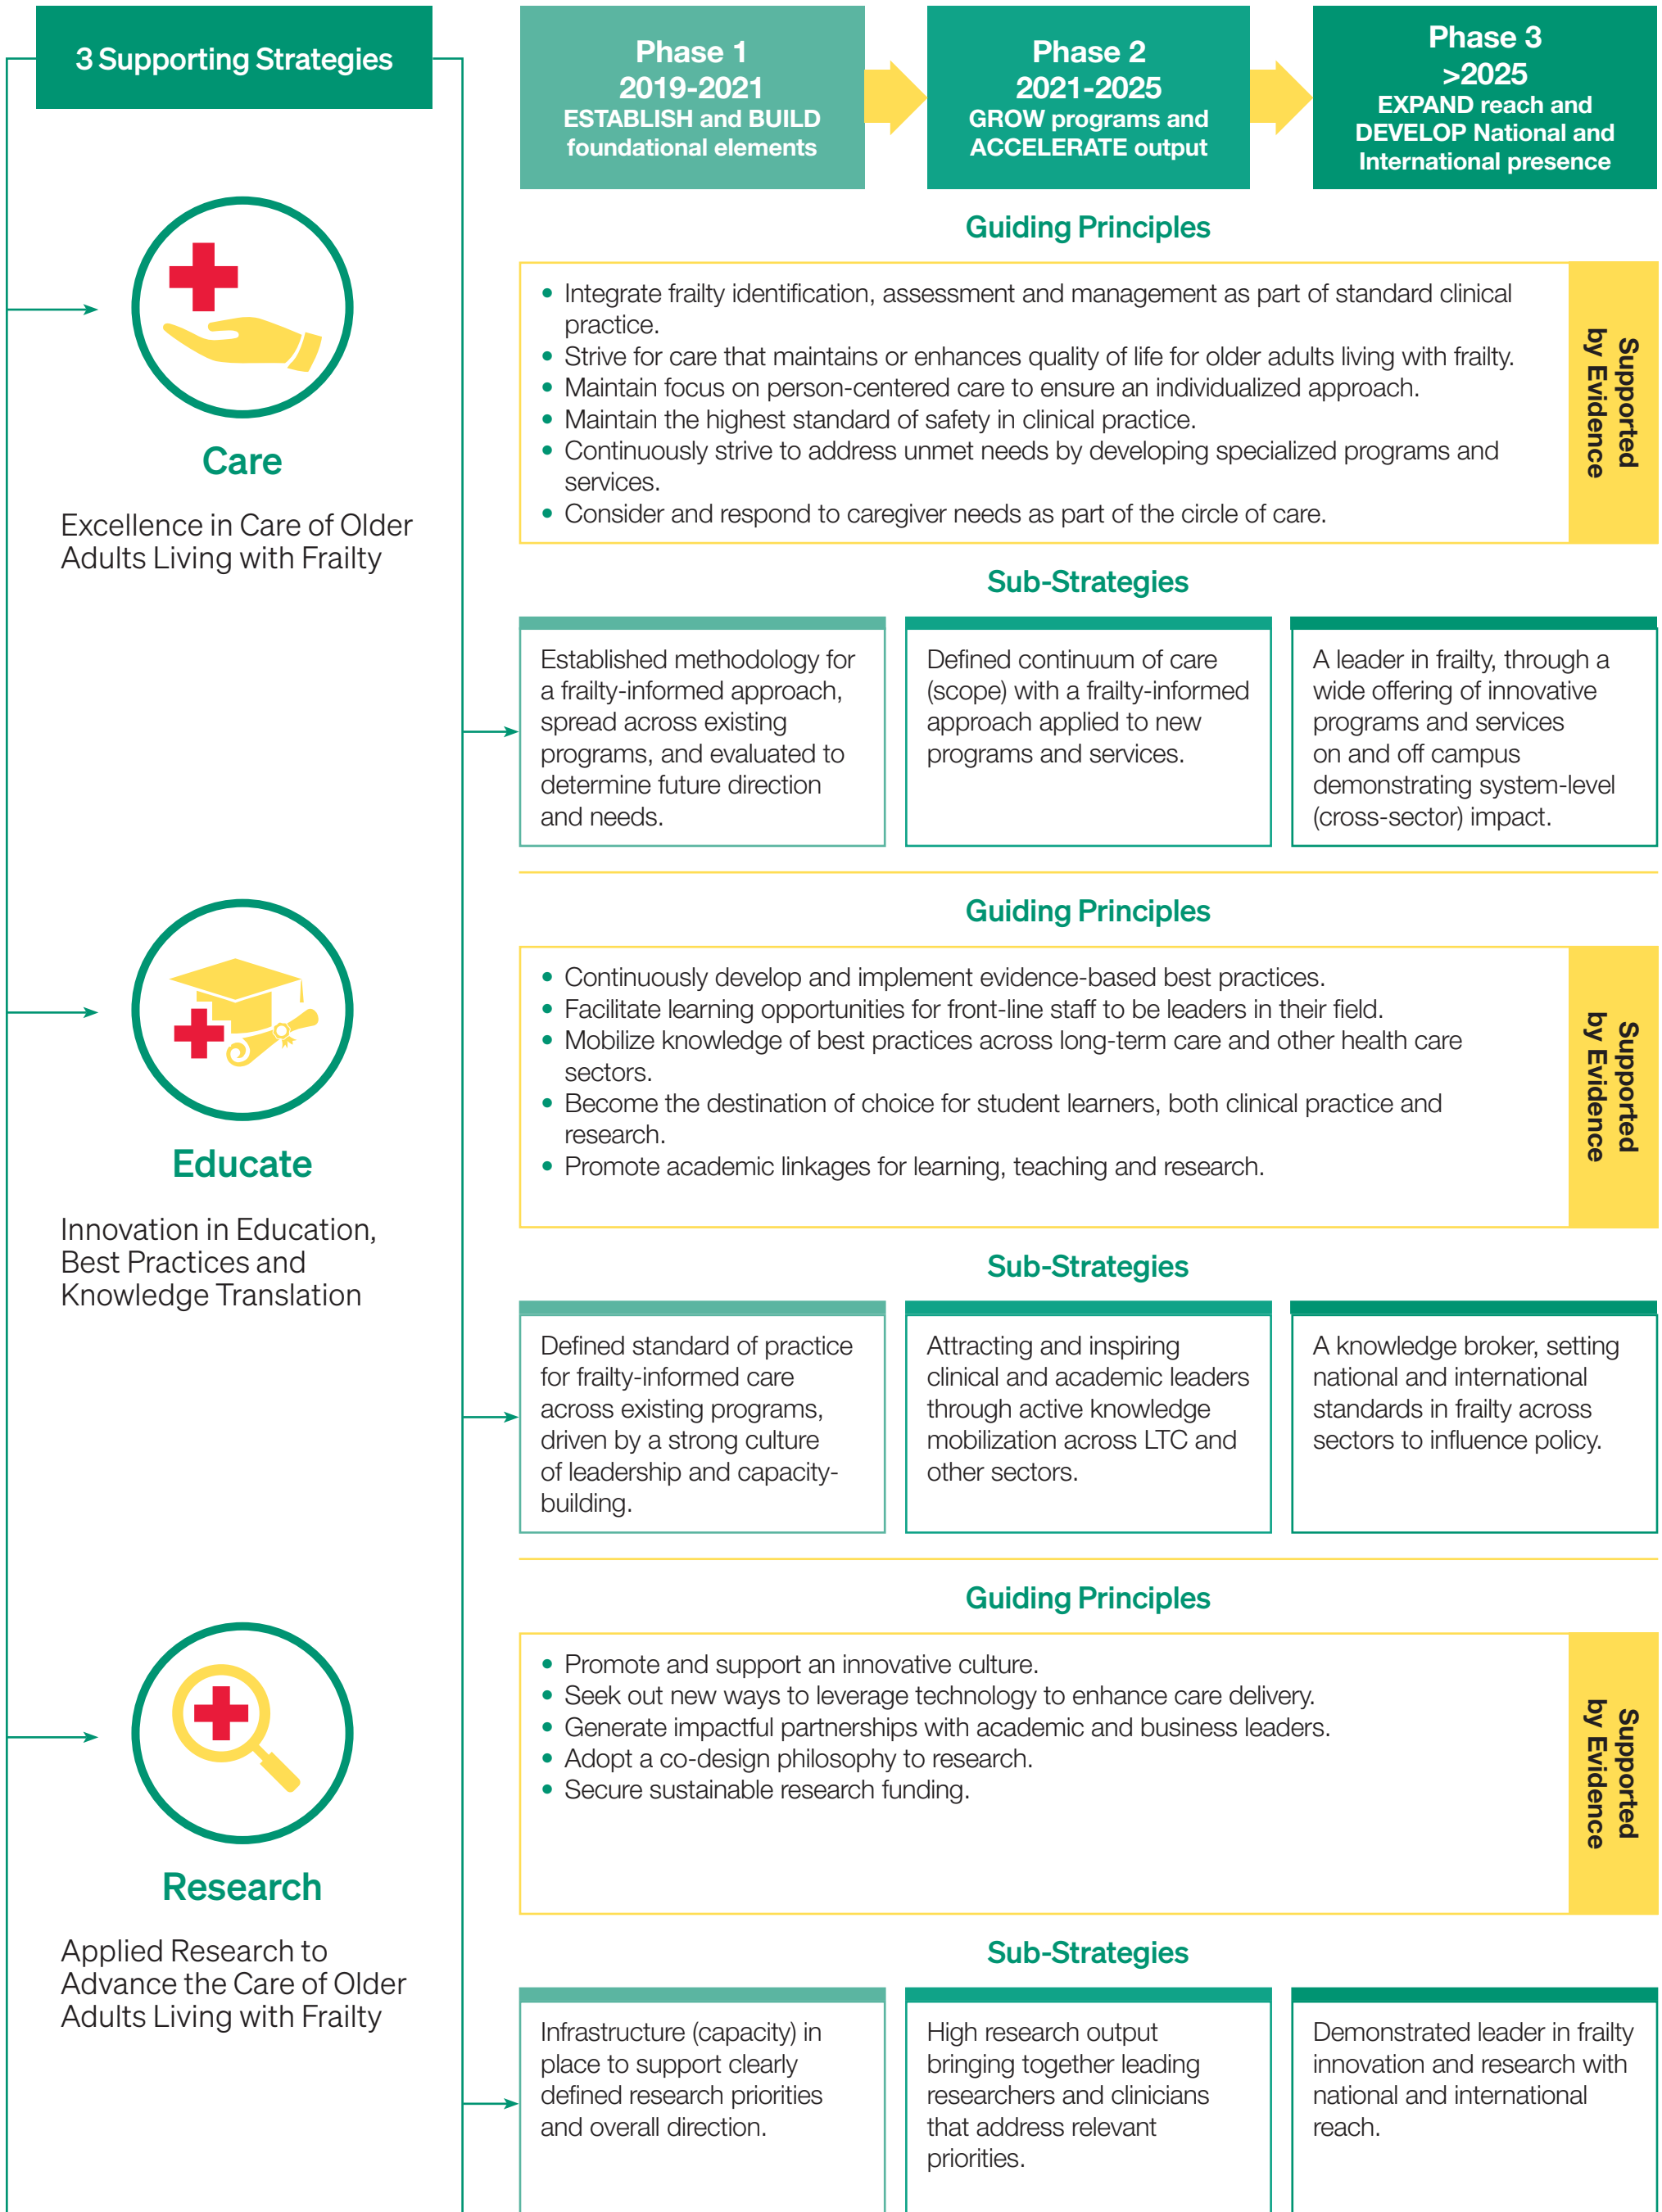 3 Supporting Strategies
Phase 1
2019-2021
ESTABLISH and BUILD
foundational elements
Phase 2
2021-2025
GROW programs and
ACCELERATE output
Phase 3
>2025
EXPAND reach and
DEVELOP National and
International presence
Care
Excellence in Care of Older
Adults Living with Frailty
Guiding Principles
• Integrate frailty identification, assessment and management as part of standard clinical
practice.
• Strive for care that maintains or enhances quality of life for older adults living with frailty.
• Maintain focus on person-centered care to ensure an individualized approach.
• Maintain the highest standard of safety in clinical practice.
• Continuously strive to address unmet needs by developing specialized programs and
services.
• Consider and respond to caregiver needs as part of the circle of care.
Supported
by Evidence
Sub-Strategies
Established methodology for
a frailty-informed approach,
spread across existing
programs, and evaluated to
determine future direction
and needs.
Defined continuum of care
(scope) with a frailty-informed
approach applied to new
programs and services.
A leader in frailty, through a
wide offering of innovative
programs and services
on and off campus
demonstrating system-level
(cross-sector) impact.
Educate
Innovation in Education,
Best Practices and
Knowledge Translation
Guiding Principles
• Continuously develop and implement evidence-based best practices.
• Facilitate learning opportunities for front-line staff to be leaders in their field.
• Mobilize knowledge of best practices across long-term care and other health care
sectors.
• Become the destination of choice for student learners, both clinical practice and
research.
• Promote academic linkages for learning, teaching and research.
Supported
by Evidence
Sub-Strategies
Defined standard of practice
for frailty-informed care
across existing programs,
driven by a strong culture
of leadership and capacity-
building.
Attracting and inspiring
clinical and academic leaders
through active knowledge
mobilization across LTC and
other sectors.
A knowledge broker, setting
national and international
standards in frailty across
sectors to influence policy.
Research
Applied Research to
Advance the Care of Older
Adults Living with Frailty
Guiding Principles
• Promote and support an innovative culture.
• Seek out new ways to leverage technology to enhance care delivery.
• Generate impactful partnerships with academic and business leaders.
• Adopt a co-design philosophy to research.
• Secure sustainable research funding.
Supported
by Evidence
Sub-Strategies
Infrastructure (capacity) in
place to support clearly
defined research priorities
and overall direction.
High research output
bringing together leading
researchers and clinicians
that address relevant
priorities.
Demonstrated leader in frailty
innovation and research with
national and international
reach.